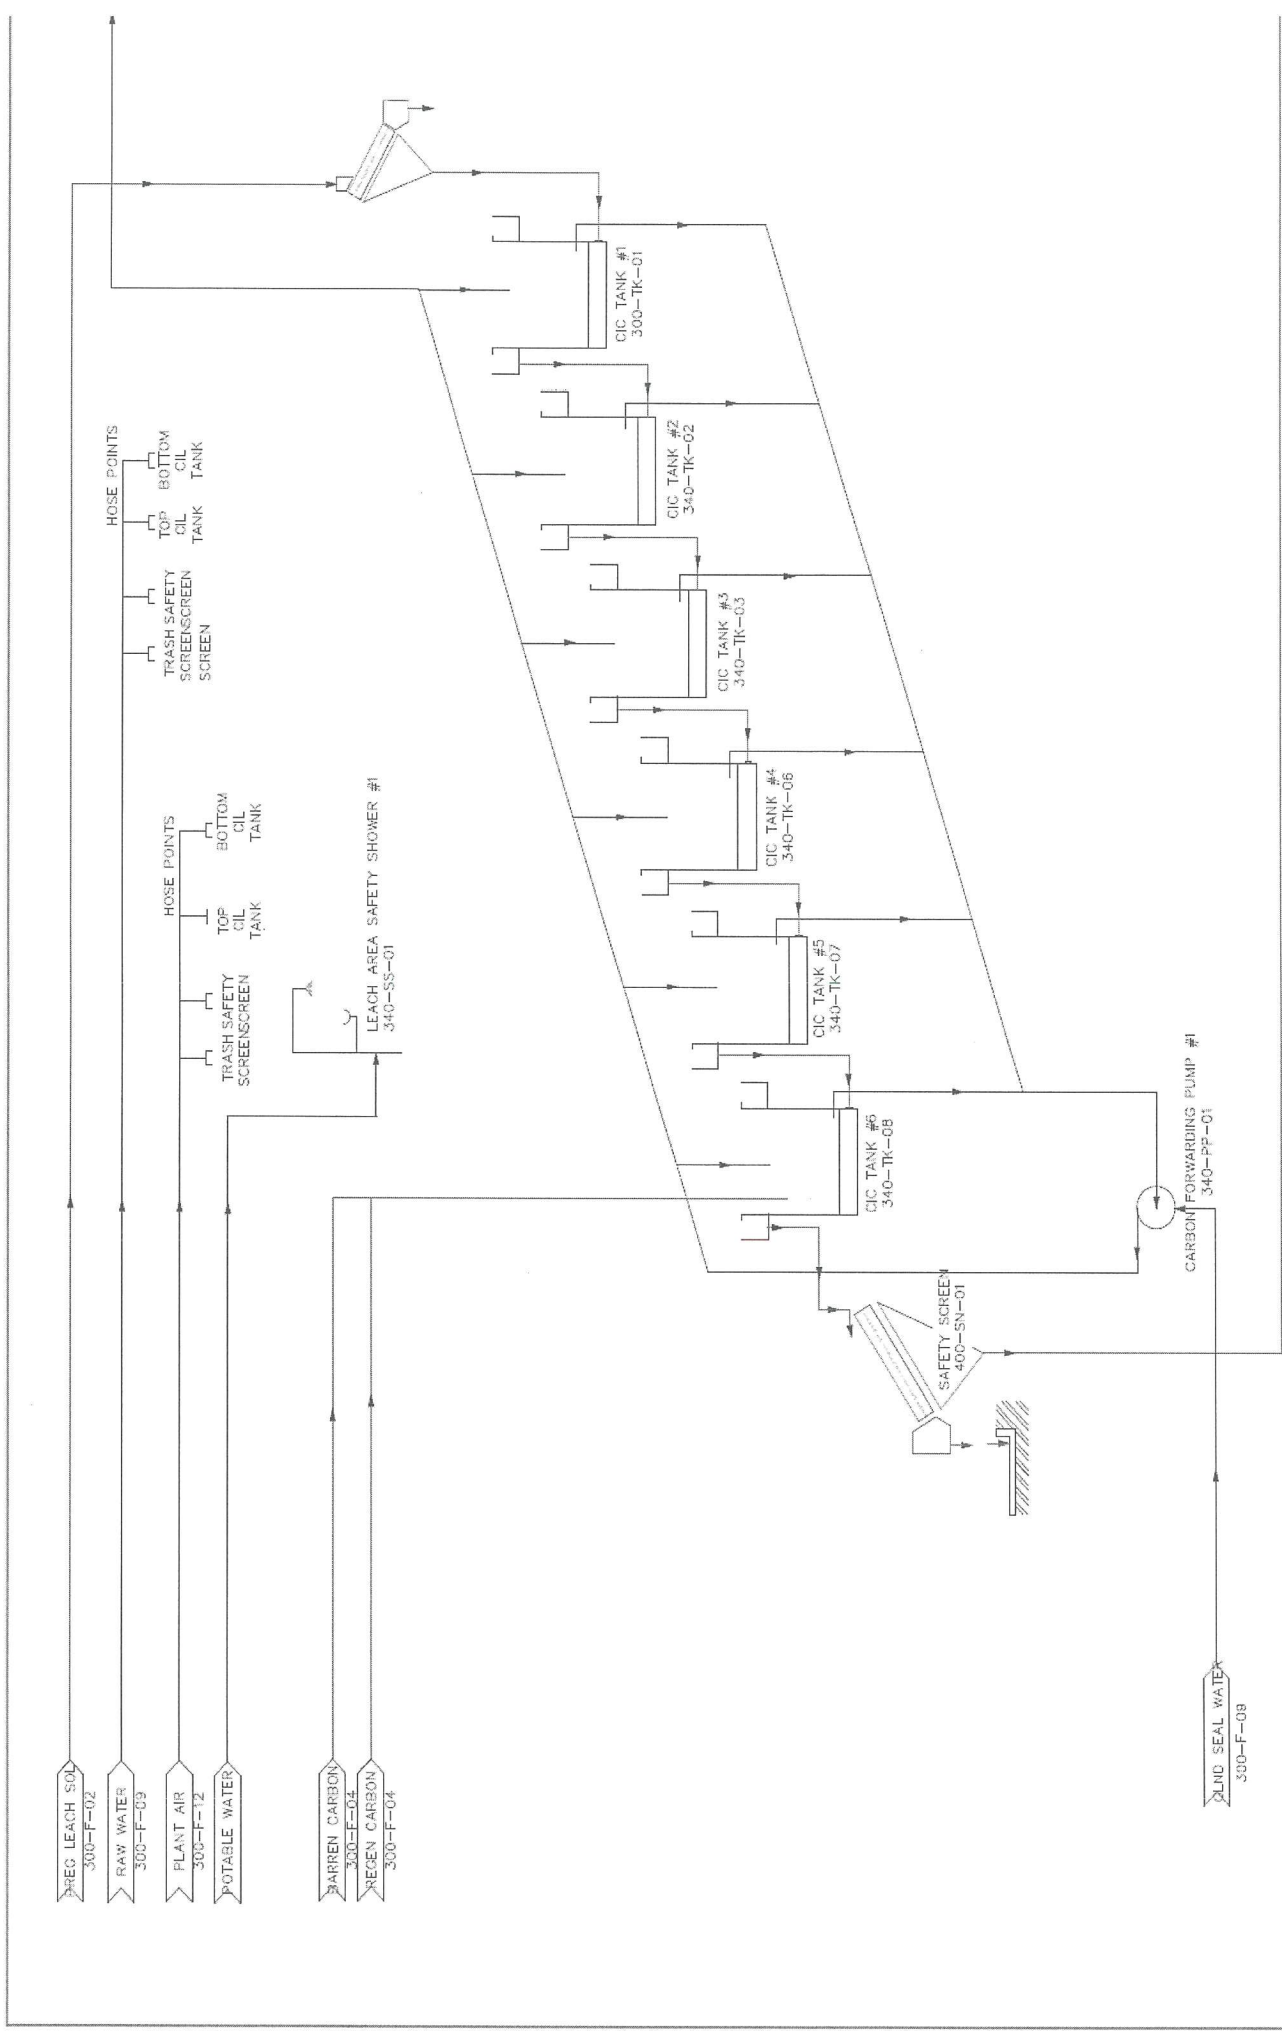 PREG LEACH SOL
300-F-02
RAW WATER
300-F-09
PLANT AIR
300-F-12
POTABLE WATER
BARREN CARBON
300-F-04
REGEN CARBON
300-F-04
HOSE POINTS
TRASH SAFETY
SCREENSCREEN
SCREEN
TOP
CIL
TANK
BOTTOM
CIL
TANK
HOSE POINTS
TRASH SAFETY
SCREENSCREEN
TOP
CIL
TANK
BOTTOM
CIL
TANK
LEACH AREA SAFETY SHOWER #1
340-SS-01
CIC TANK #1
300-TK-01
CIC TANK #2
340-TK-02
CIC TANK #3
340-TK-03
CIC TANK #4
340-TK-06
CIC TANK #5
340-TK-07
CIC TANK #6
340-TK-08
SAFETY SCREEN
400-SN-01
CARBON FORWARDING PUMP #1
340-PP-01
GLND SEAL WATER
300-F-09